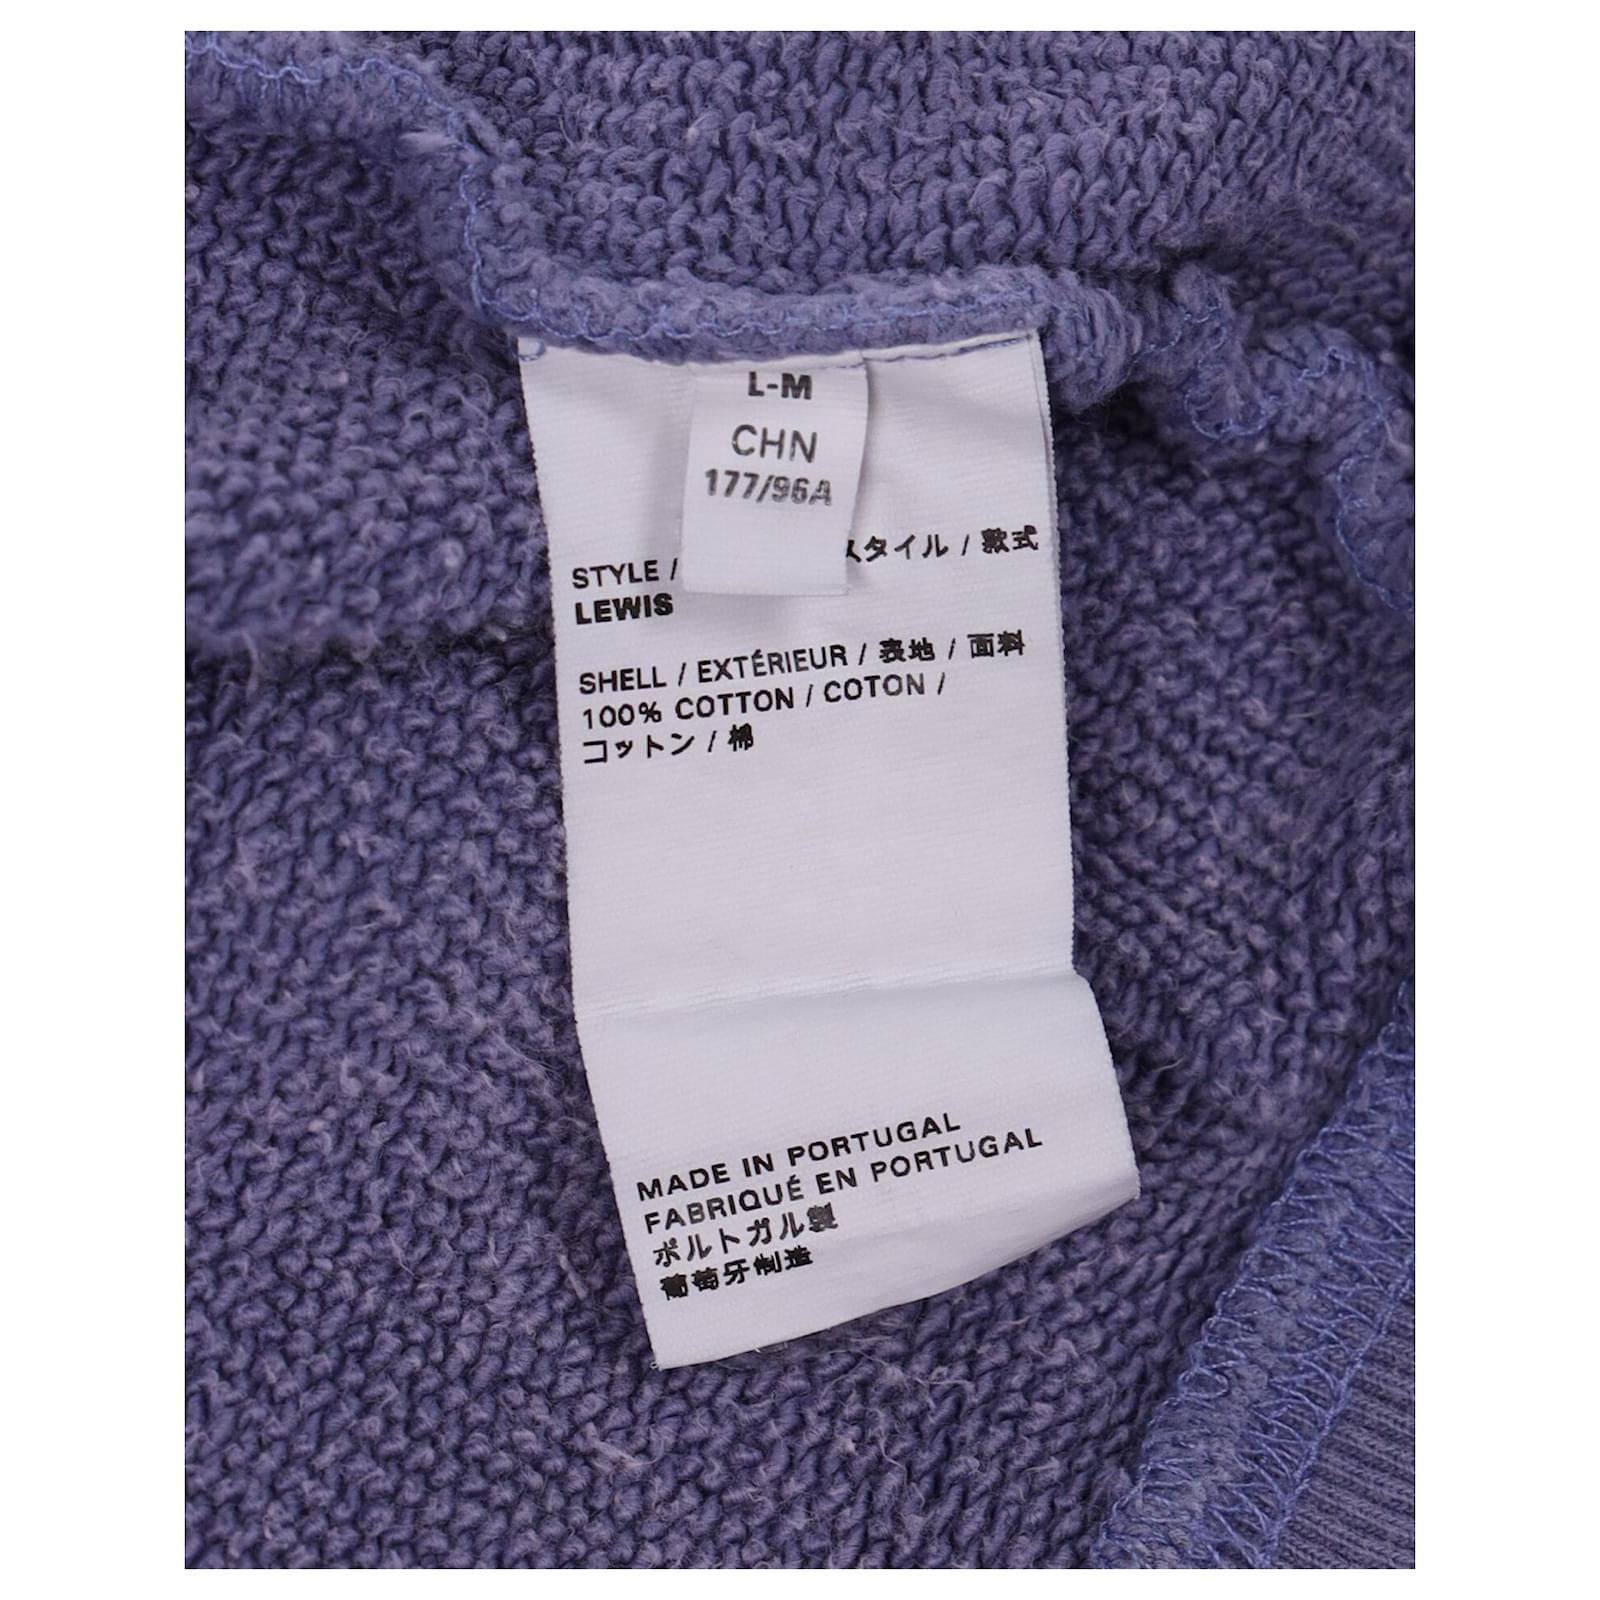 L-M
CHN
177/96A
STYLE / スタイル / 款式
LEWIS
SHELL / EXTÉRIEUR / 表地 / 面料
100% COTTON / COTON /
コットン / 棉
MADE IN PORTUGAL
FABRIQUÉ EN PORTUGAL
ポルトガル製
葡萄牙制造